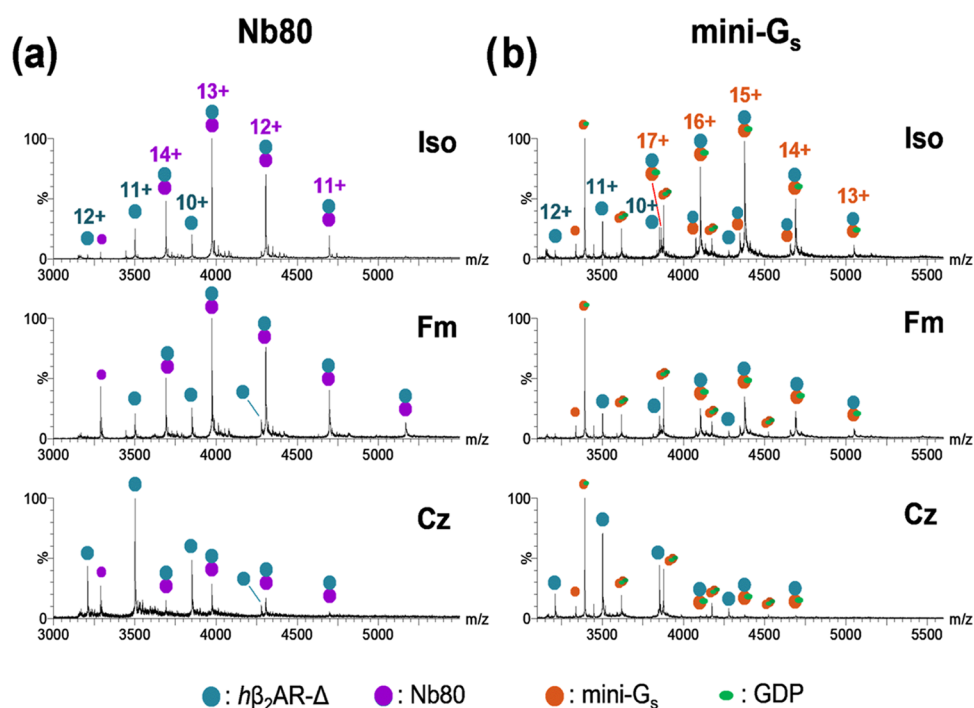 Nb80
mini-Gs
(a)
(b)
13+
12+
14+
11+
11+
10+
12+
Iso
100
%
0
3000 3500 4000 4500 5000 m/z
15+
16+
14+
17+
13+
11+
10+
12+
Iso
100
%
0
3500 4000 4500 5000 5500 m/z
Fm
100
%
0
3000 3500 4000 4500 5000 m/z
Fm
100
%
0
3500 4000 4500 5000 5500 m/z
Cz
100
%
0
3000 3500 4000 4500 5000 m/z
Cz
100
%
0
3500 4000 4500 5000 5500 m/z
: hβ₂AR-Δ : Nb80 : mini-Gs : GDP